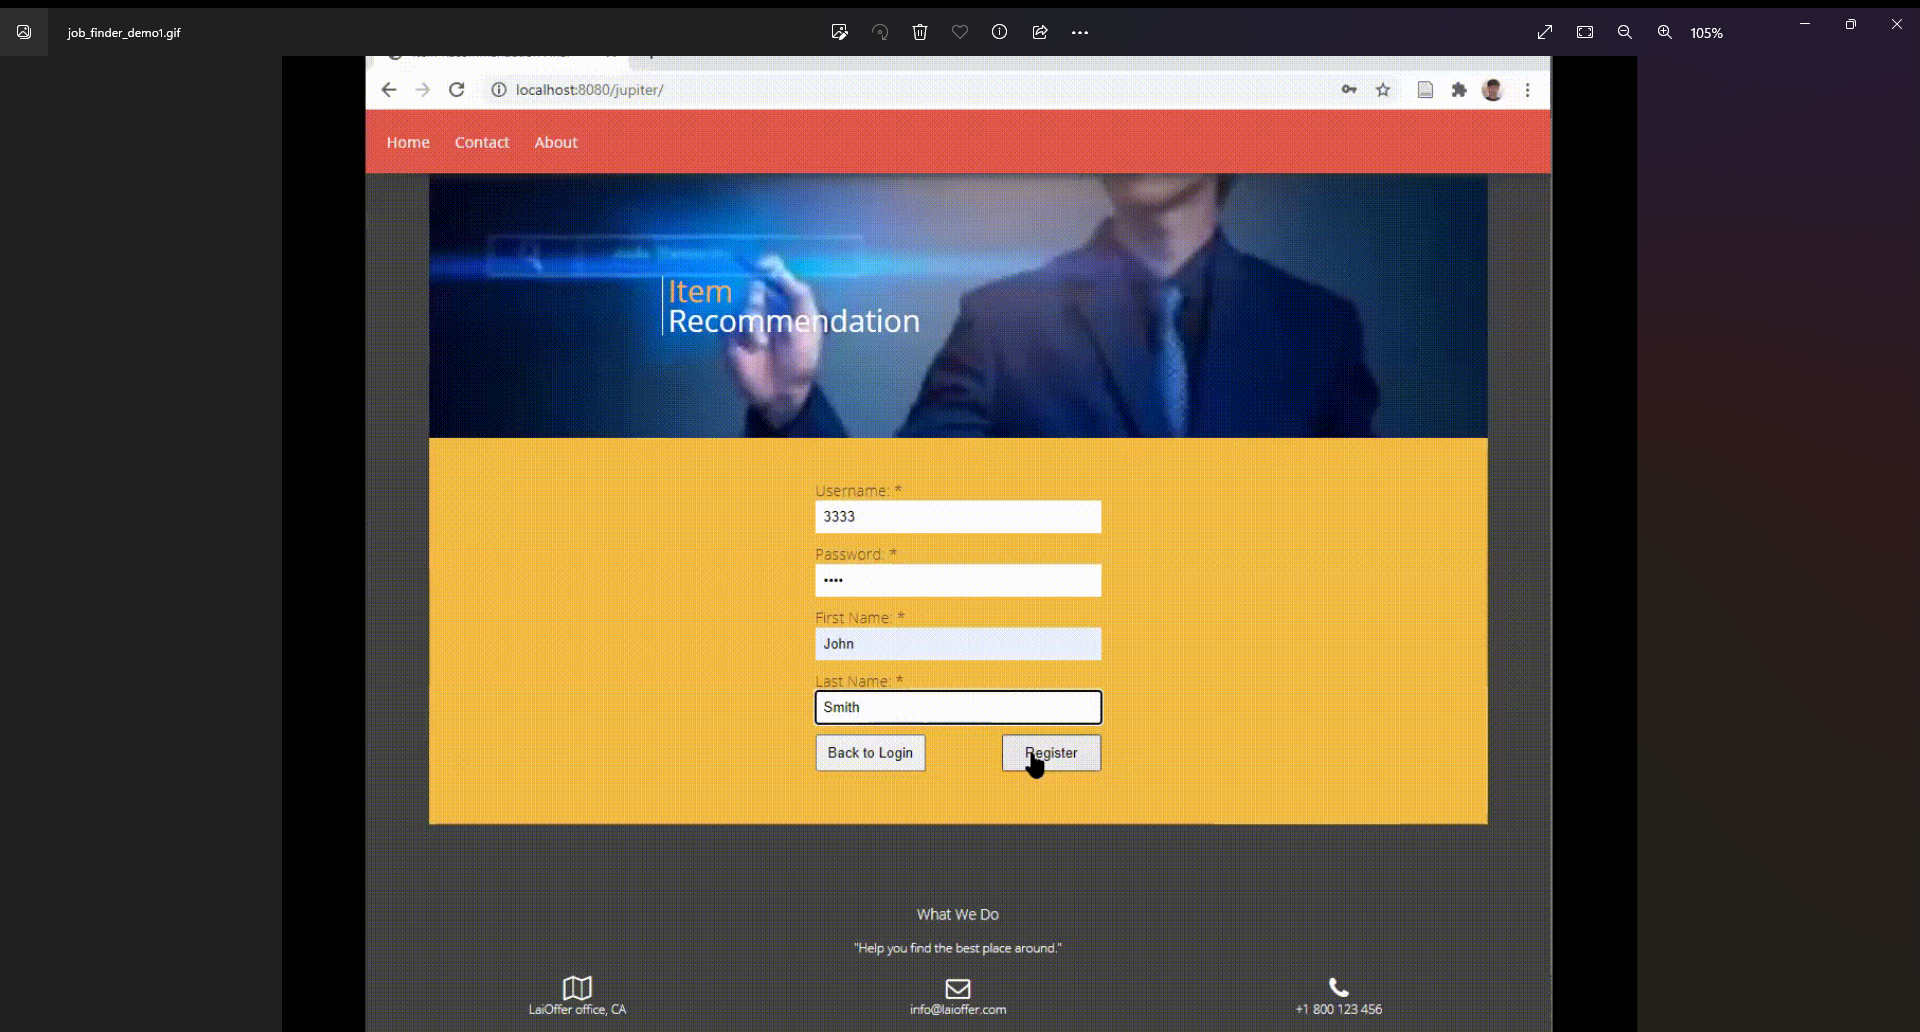 job_finder_demo1.gif
105%
localhost:8080/jupiter/
Home Contact About
Item
Recommendation
Username: *
3333
Password: *
••••
First Name: *
John
Last Name: *
Smith
Back to Login Register
What We Do
"Help you find the best place around."
LaiOffer office, CA info@laioffer.com +1 800 123 456